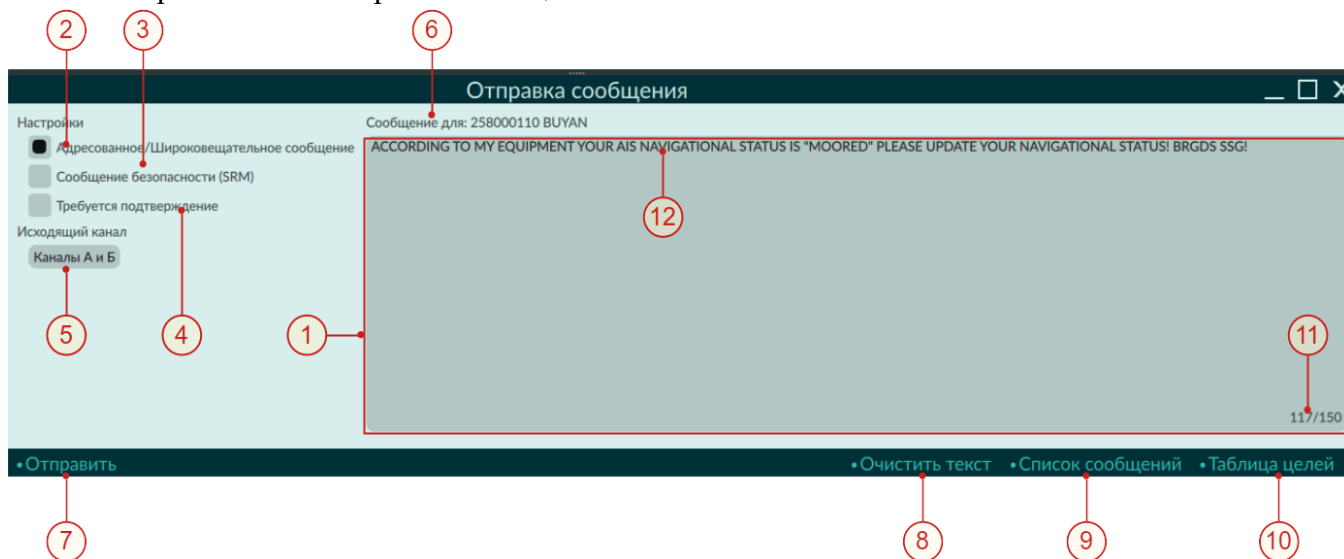 2 3 6
Отправка сообщения
Настройки
Сообщение для: 258000110 BUYAN
Адресованное/Широковещательное сообщение
ACCORDING TO MY EQUIPMENT YOUR AIS NAVIGATIONAL STATUS IS "MOORED" PLEASE UPDATE YOUR NAVIGATIONAL STATUS! BRGDS SSG!
Сообщение безопасности (SRM)
Требуется подтверждение
12
Исходящий канал
Каналы А и Б
5 4 1 11
117/150
•Отправить •Очистить текст •Список сообщений •Таблица целей
7 8 9 10